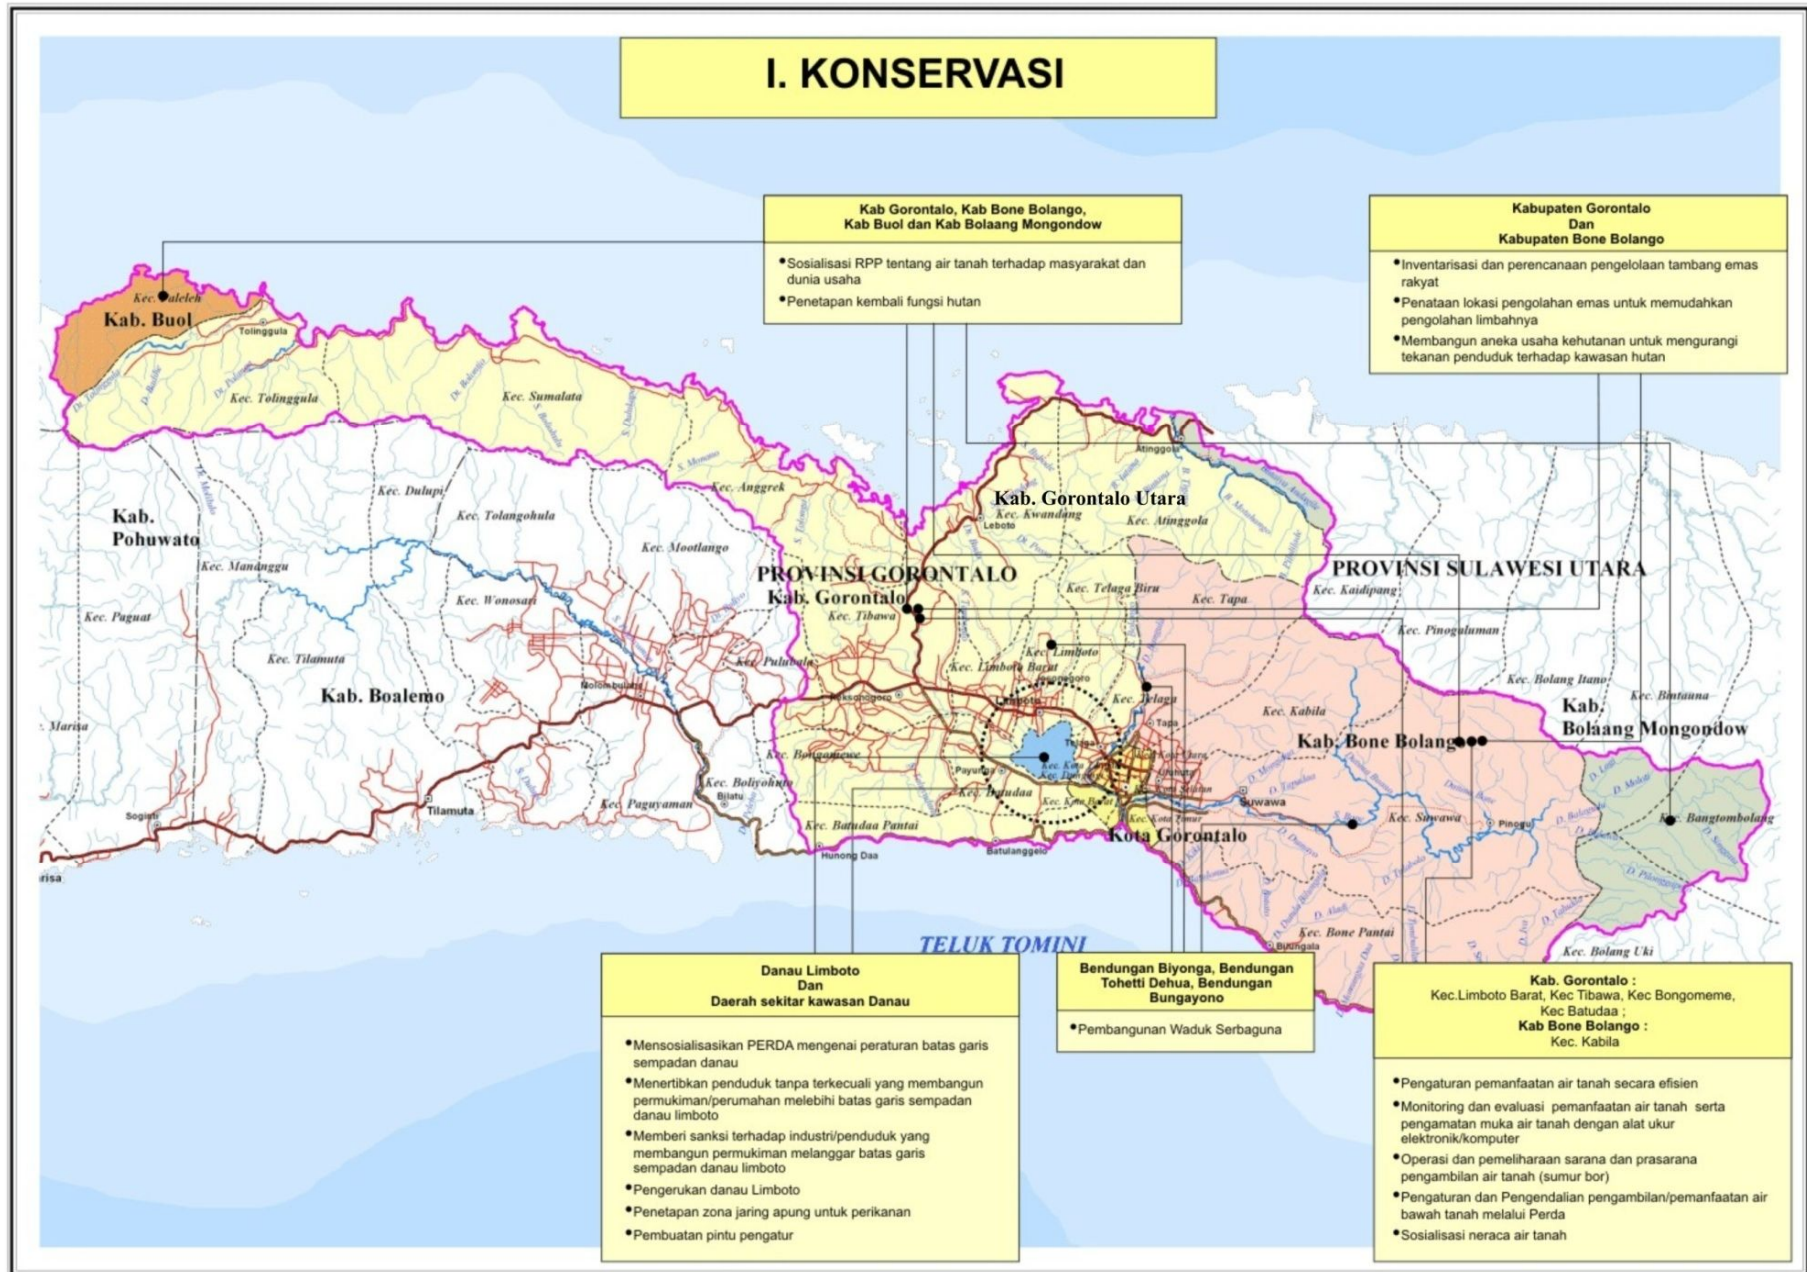 I. KONSERVASI
Kab Gorontalo, Kab Bone Bolango,
Kab Buol dan Kab Bolaang Mongondow
•Sosialisasi RPP tentang air tanah terhadap masyarakat dan
dunia usaha
•Penetapan kembali fungsi hutan
Kabupaten Gorontalo
Dan
Kabupaten Bone Bolango
•Inventarisasi dan perencanaan pengelolaan tambang emas
rakyat
•Penataan lokasi pengolahan emas untuk memudahkan
pengolahan limbahnya
•Membangun aneka usaha kehutanan untuk mengurangi
tekanan penduduk terhadap kawasan hutan
Kab. Buol
Tolinggula
Kec. Tolinggula
Kec. Sumalata
Atinggola
Kec. Anggrek
Kec. Dulupi
Kab. Gorontalo Utara
Kec. Kwandang
Leboto
Kec. Atinggola
Kab.
Pohuwato
Kec. Tolangohula
Kec. Mootlango
Kec. Mananggu
PROVINSI GORONTALO
Kab. Gorontalo
Kec. Tibawa
Kec. Telaga Biru
Kec. Tapa
PROVINSI SULAWESI UTARA
Kec. Kaidipang
Kec. Wonosari
Kec. Paguat
Kec. Pinoguluman
Kec. Tilamuta
Kec. Pulubala
Kec. Limboto
Kec. Limboto Barat
Kec. Bolang Itano
Kec. Bintauna
Kab. Boalemo
Kec. Telaga
Kec. Kabila
Kab.
Bolaang Mongondow
Tapa
Kab. Bone Bolang
Kec. Bongomewe
Kec. Boliyohuto
Bilatu
Kec. Batudaa
Kec. Paguyaman
Tilamuta
Sogisti
Suwawa
Kec. Suwawa
Pinogu
Kec. Bangtombolang
Kec. Kota Barat
Kota Gorontalo
Kec. Batudaa Pantai
Hunong Daa
Batulanggelo
TELUK TOMINI
Kec. Bone Pantai
Kec. Bolang Uki
Danau Limboto
Dan
Daerah sekitar kawasan Danau
•Mensosialisasikan PERDA mengenai peraturan batas garis
sempadan danau
•Menertibkan penduduk tanpa terkecuali yang membangun
permukiman/perumahan melebihi batas garis sempadan
danau limboto
•Memberi sanksi terhadap industri/penduduk yang
membangun permukiman melanggar batas garis
sempadan danau limboto
•Pengerukan danau Limboto
•Penetapan zona jaring apung untuk perikanan
•Pembuatan pintu pengatur
Bendungan Biyonga, Bendungan
Tohetti Dehua, Bendungan
Bungayono
•Pembangunan Waduk Serbaguna
Kab. Gorontalo :
Kec.Limboto Barat, Kec Tibawa, Kec Bongomeme,
Kec Batudaa ;
Kab Bone Bolango :
Kec. Kabila
•Pengaturan pemanfaatan air tanah secara efisien
•Monitoring dan evaluasi pemanfaatan air tanah serta
pengamatan muka air tanah dengan alat ukur
elektronik/komputer
•Operasi dan pemeliharaan sarana dan prasarana
pengambilan air tanah (sumur bor)
•Pengaturan dan Pengendalian pengambilan/pemanfaatan air
bawah tanah melalui Perda
•Sosialisasi neraca air tanah